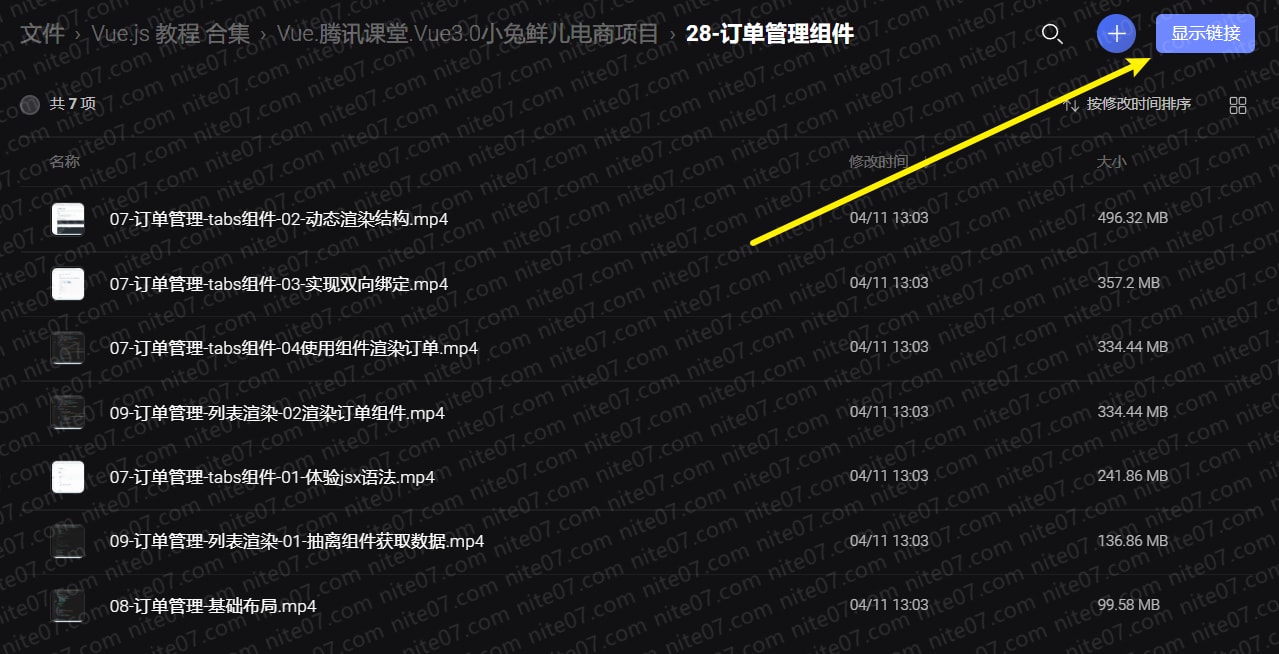 文件 › Vue.js 教程 合集 › Vue.腾讯课堂.Vue3.0小兔鲜儿电商项目 › 28-订单管理组件 显示链接
共 7 项 按修改时间排序
名称 修改时间 大小
07-订单管理-tabs组件-02-动态渲染结构.mp4 04/11 13:03 496.32 MB
07-订单管理-tabs组件-03-实现双向绑定.mp4 04/11 13:03 357.2 MB
07-订单管理-tabs组件-04使用组件渲染订单.mp4 04/11 13:03 334.44 MB
09-订单管理-列表渲染-02渲染订单组件.mp4 04/11 13:03 334.44 MB
07-订单管理-tabs组件-01-体验jsx语法.mp4 04/11 13:03 241.86 MB
09-订单管理-列表渲染-01-抽离组件获取数据.mp4 04/11 13:03 136.86 MB
08-订单管理-基础布局.mp4 04/11 13:03 99.58 MB
nite07.com